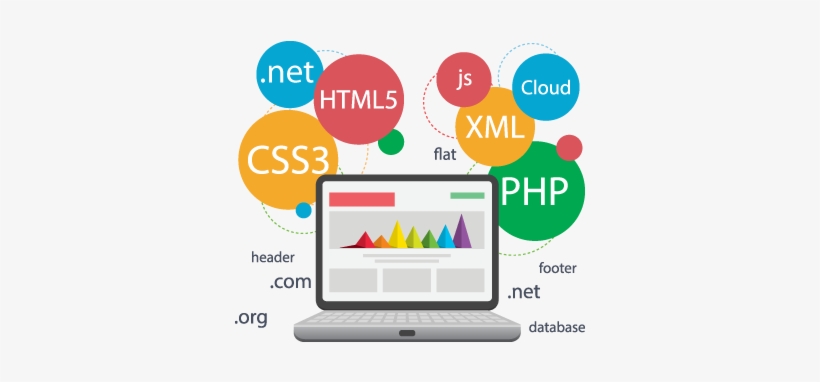 .net
HTML5
js
Cloud
XML
flat
CSS3
PHP
header
.com
footer
.net
.org
database